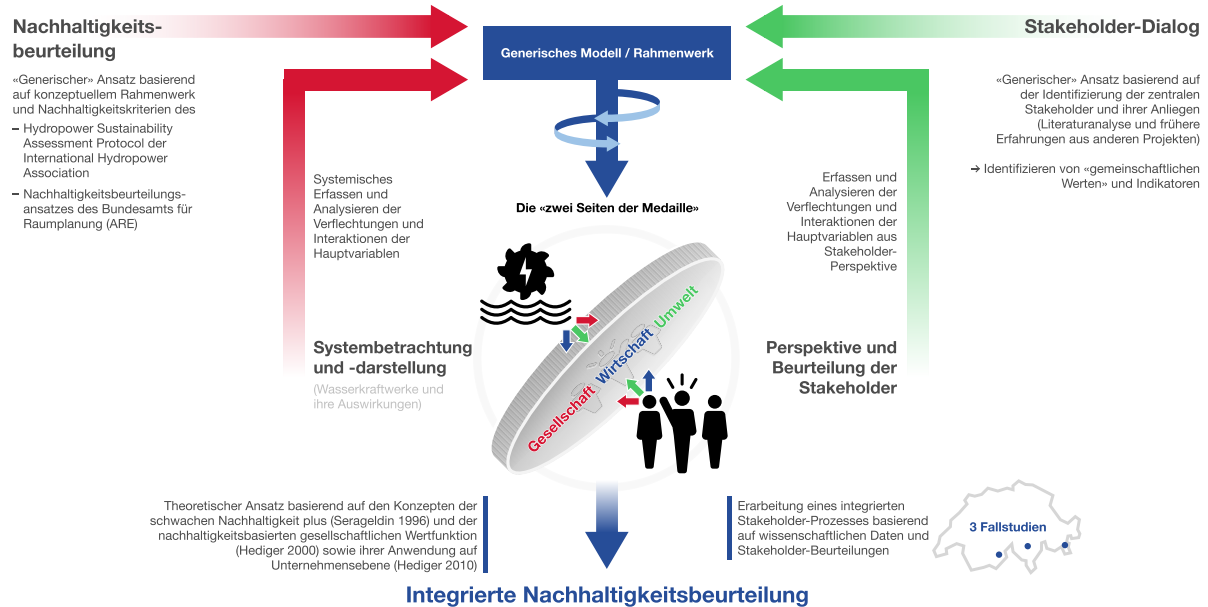 Nachhaltigkeits-
beurteilung
«Generischer» Ansatz basierend
auf konzeptuellem Rahmenwerk
und Nachhaltigkeitskriterien des
– Hydropower Sustainability
Assessment Protocol der
International Hydropower
Association
– Nachhaltigkeitsbeurteilungs-
ansatzes des Bundesamts für
Raumplanung (ARE)
Generisches Modell / Rahmenwerk
Stakeholder-Dialog
«Generischer» Ansatz basierend auf
der Identifizierung der zentralen
Stakeholder und ihrer Anliegen
(Literaturanalyse und frühere
Erfahrungen aus anderen Projekten)
→ Identifizieren von «gemeinschaftlichen
Werten» und Indikatoren
Systemisches
Erfassen und
Analysieren der
Verflechtungen und
Interaktionen der
Hauptvariablen
Die «zwei Seiten der Medaille»
Erfassen und
Analysieren der
Verflechtungen und
Interaktionen der
Hauptvariablen aus
Stakeholder-
Perspektive
Systembetrachtung
und -darstellung
(Wasserkraftwerke und
ihre Auswirkungen)
Gesellschaft Wirtschaft Umwelt
Perspektive und
Beurteilung der
Stakeholder
Theoretischer Ansatz basierend auf den Konzepten der
schwachen Nachhaltigkeit plus (Serageldin 1996) und der
nachhaltigkeitsbasierten gesellschaftlichen Wertfunktion
(Hediger 2000) sowie ihrer Anwendung auf
Unternehmensebene (Hediger 2010)
Erarbeitung eines integrierten
Stakeholder-Prozesses basierend
auf wissenschaftlichen Daten und
Stakeholder-Beurteilungen
3 Fallstudien
Integrierte Nachhaltigkeitsbeurteilung